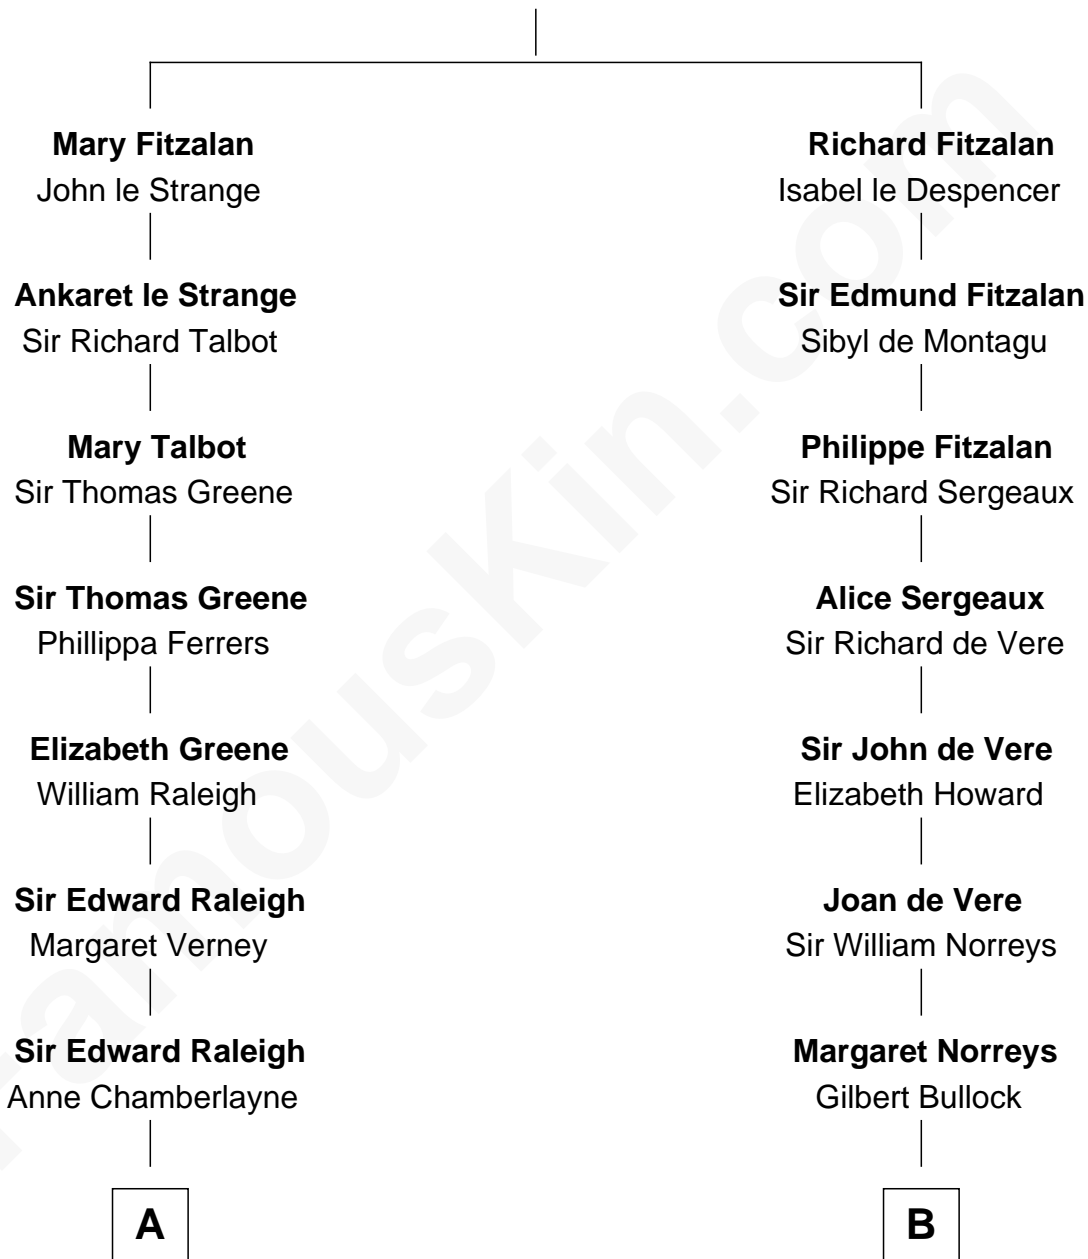 Mary Fitzalan
John le Strange
Ankaret le Strange
Sir Richard Talbot
Mary Talbot
Sir Thomas Greene
Sir Thomas Greene
Phillippa Ferrers
Elizabeth Greene
William Raleigh
Sir Edward Raleigh
Margaret Verney
Sir Edward Raleigh
Anne Chamberlayne
A
Richard Fitzalan
Isabel le Despencer
Sir Edmund Fitzalan
Sibyl de Montagu
Philippe Fitzalan
Sir Richard Sergeaux
Alice Sergeaux
Sir Richard de Vere
Sir John de Vere
Elizabeth Howard
Joan de Vere
Sir William Norreys
Margaret Norreys
Gilbert Bullock
B
FamousKin.com